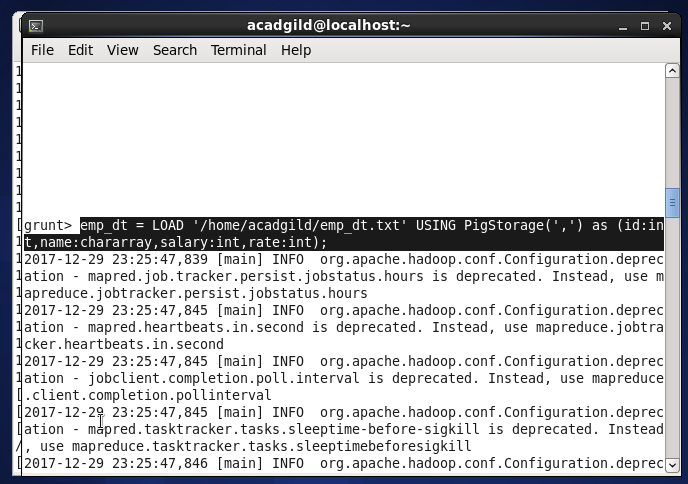 acadgild@localhost:~
File Edit View Search Terminal Help
grunt> emp_dt = LOAD '/home/acadgild/emp_dt.txt' USING PigStorage(',') as (id:in
t,name:chararray,salary:int,rate:int);
2017-12-29 23:25:47,839 [main] INFO  org.apache.hadoop.conf.Configuration.deprec
ation - mapred.job.tracker.persist.jobstatus.hours is deprecated. Instead, use m
apreduce.jobtracker.persist.jobstatus.hours
2017-12-29 23:25:47,845 [main] INFO  org.apache.hadoop.conf.Configuration.deprec
ation - mapred.heartbeats.in.second is deprecated. Instead, use mapreduce.jobtra
cker.heartbeats.in.second
2017-12-29 23:25:47,845 [main] INFO  org.apache.hadoop.conf.Configuration.deprec
ation - jobclient.completion.poll.interval is deprecated. Instead, use mapreduce
.client.completion.pollinterval
2017-12-29 23:25:47,845 [main] INFO  org.apache.hadoop.conf.Configuration.deprec
ation - mapred.tasktracker.tasks.sleeptime-before-sigkill is deprecated. Instead
, use mapreduce.tasktracker.tasks.sleeptimebeforesigkill
2017-12-29 23:25:47,846 [main] INFO  org.apache.hadoop.conf.Configuration.deprec